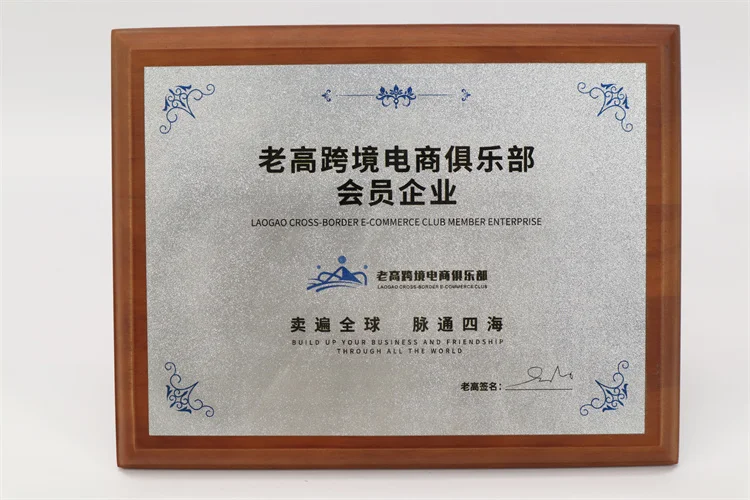 老高跨境电商俱乐部
会员企业
LAOGAO CROSS-BORDER E-COMMERCE CLUB MEMBER ENTERPRISE
老高跨境电商俱乐部
LAOGAO CROSS-BORDER E-COMMERCE CLUB
卖遍全球 脉通四海
BUILD UP YOUR BUSINESS AND FRIENDSHIP
THROUGH ALL THE WORLD
老高签名：